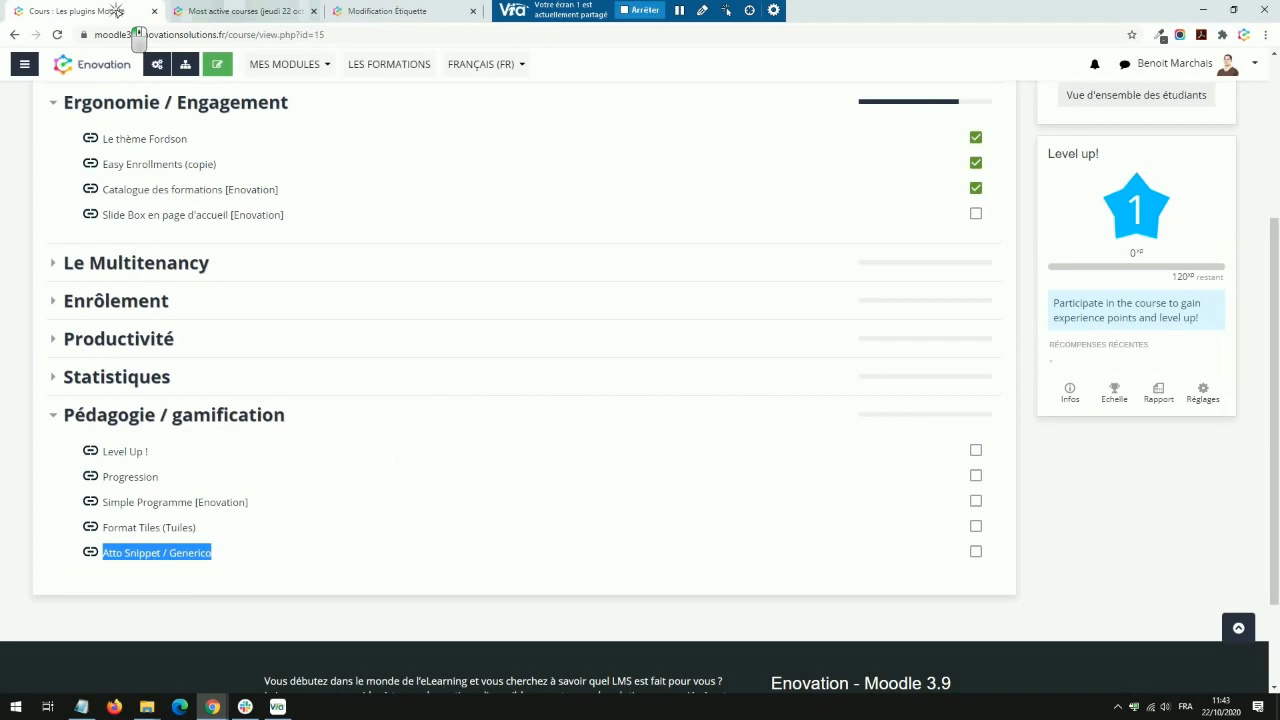 Cours : Les plugins Mo
Most active courses (jeudi 22 oct
Modification Étiquette
Via
Votre écran 1 est
actuellement partagé
Arrêter
moodle3
ovationsolutions.fr/course/view.php?id=15
Enovation
MES MODULES
LES FORMATIONS
FRANÇAIS (FR)
Benoit Marchais
Ergonomie / Engagement
Le thème Fordson
Easy Enrollments (copie)
Catalogue des formations [Enovation]
Slide Box en page d'accueil [Enovation]
Le Multitenancy
Enrôlement
Productivité
Statistiques
Pédagogie / gamification
Level Up !
Progression
Simple Programme [Enovation]
Format Tiles (Tuiles)
Atto Snippet / Generico
Vue d'ensemble des étudiants
Level up!
1
0xp
120xp restant
Participate in the course to gain
experience points and level up!
RÉCOMPENSES RÉCENTES
-
Infos
Echelle
Rapport
Réglages
Vous débutez dans le monde de l'eLearning et vous cherchez à savoir quel LMS est fait pour vous ?
Enovation - Moodle 3.9
Via
FRA
11:43
22/10/2020